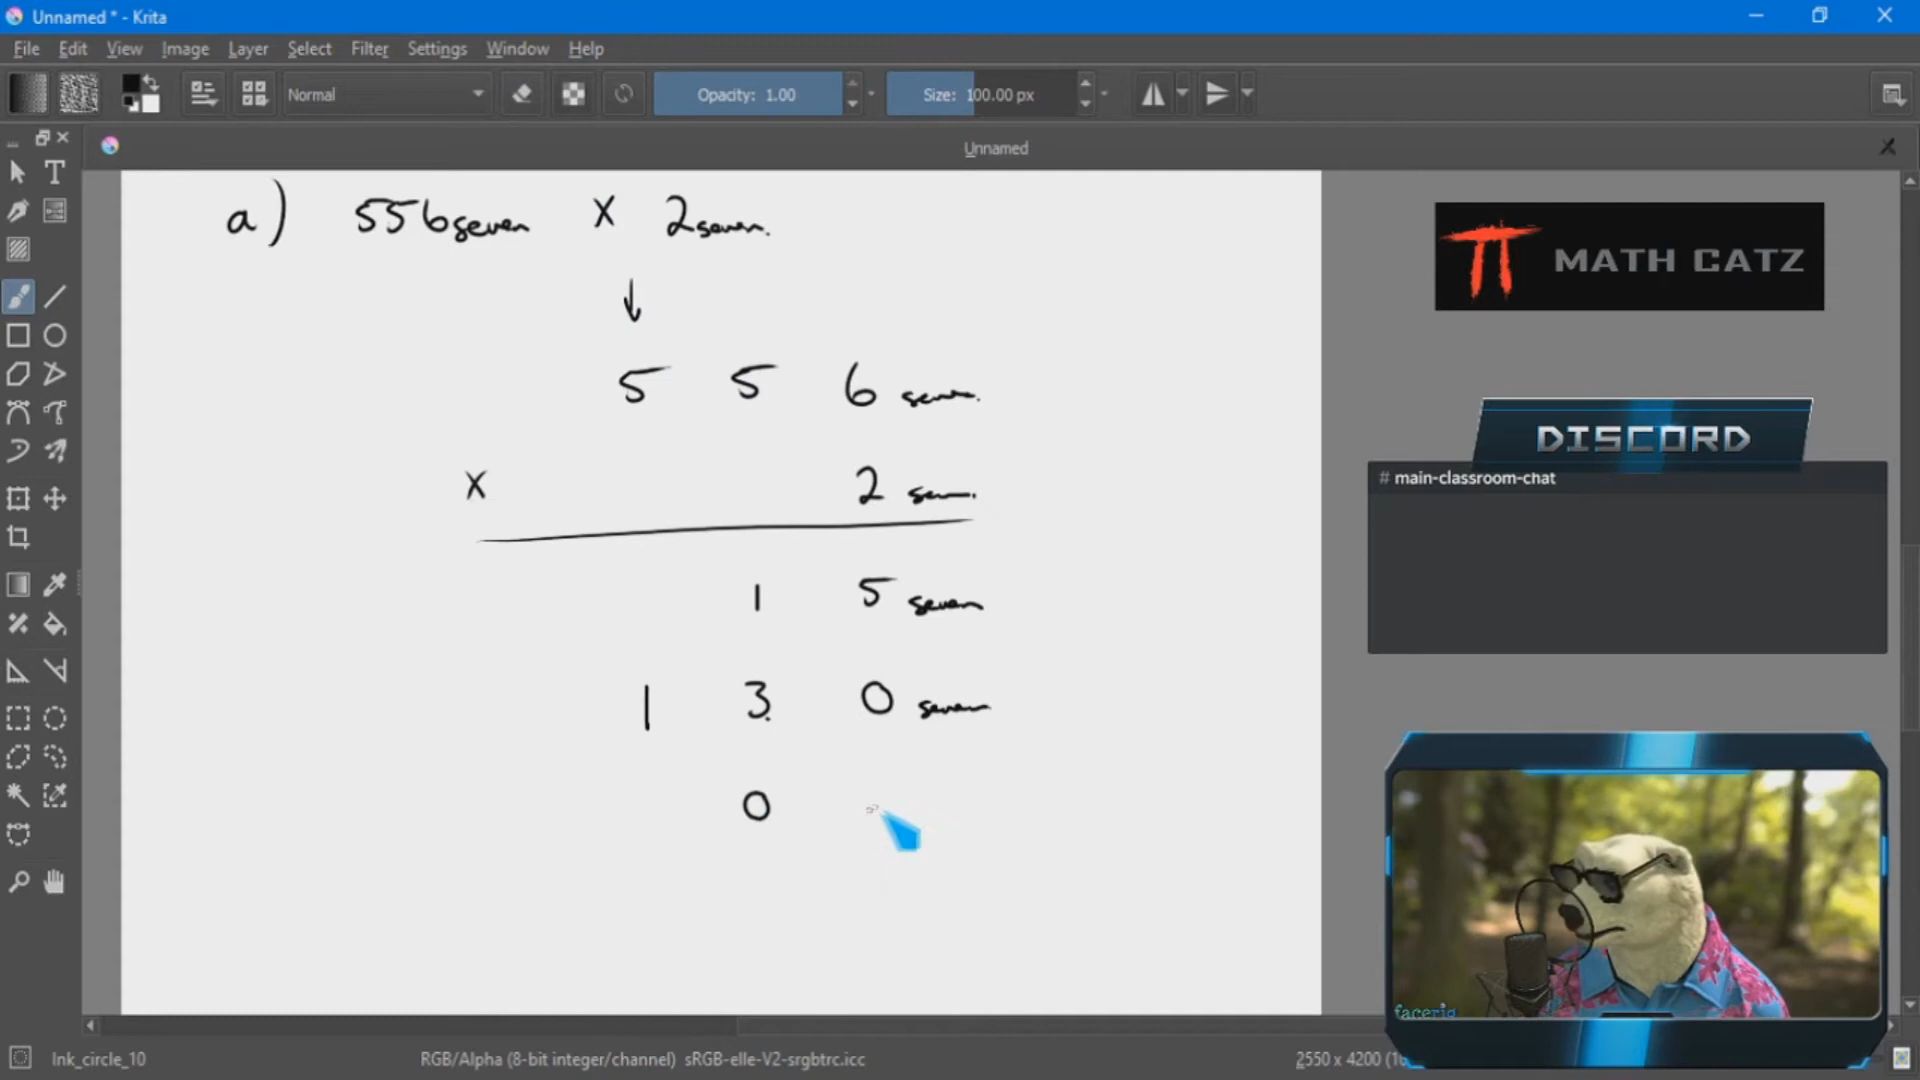 Unnamed * - Krita
File Edit View Image Layer Select Filter Settings Window Help
Normal Opacity: 1.00 Size: 100.00 px
Unnamed
a) 556seven x 2seven.
↓
5 5 6 seven.
x 2 seven.
1 5 seven
1 3 0 seven
0
MATH CATZ
DISCORD
# main-classroom-chat
facerig
Ink_circle_10 RGB/Alpha (8-bit integer/channel) sRGB-elle-V2-srgbtrc.icc 2550 x 4200